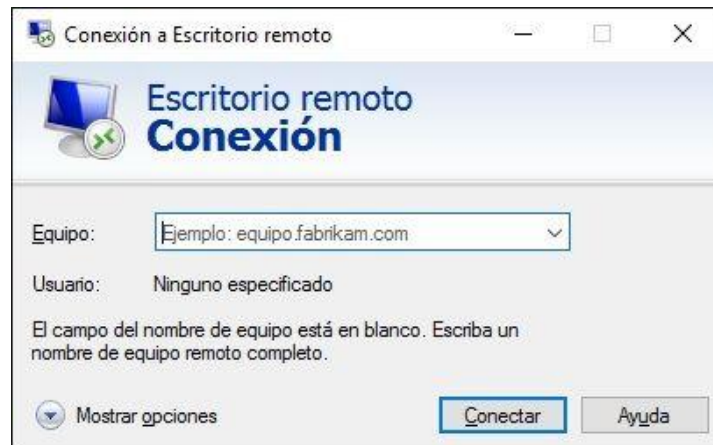 Conexión a Escritorio remoto
Escritorio remoto
Conexión
Equipo:
Ejemplo: equipo.fabrikam.com
Usuario:
Ninguno especificado
El campo del nombre de equipo está en blanco. Escriba un
nombre de equipo remoto completo.
Mostrar opciones
Conectar
Ayuda